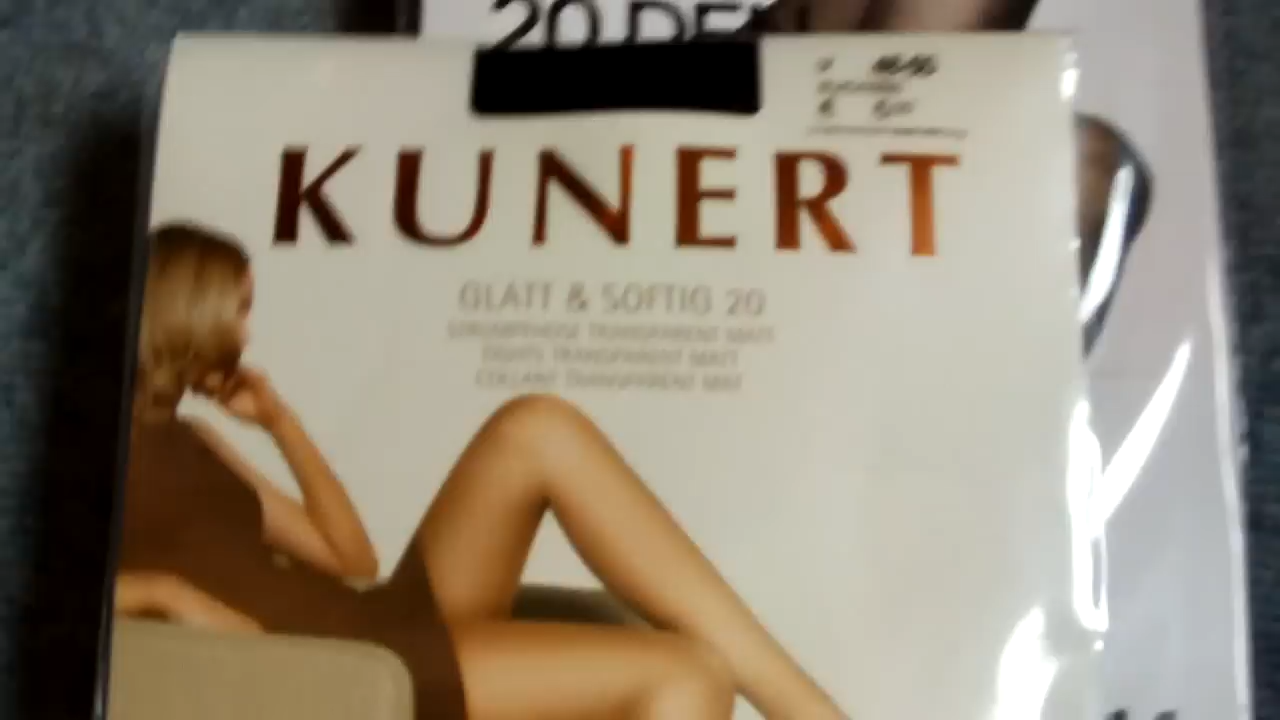 20 DEN
KUNERT
GLATT & SOFTIG 20
STRUMPFHOSE TRANSPARENT MATT
TIGHTS TRANSPARENT MATT
COLLANT TRANSPARENT MAT